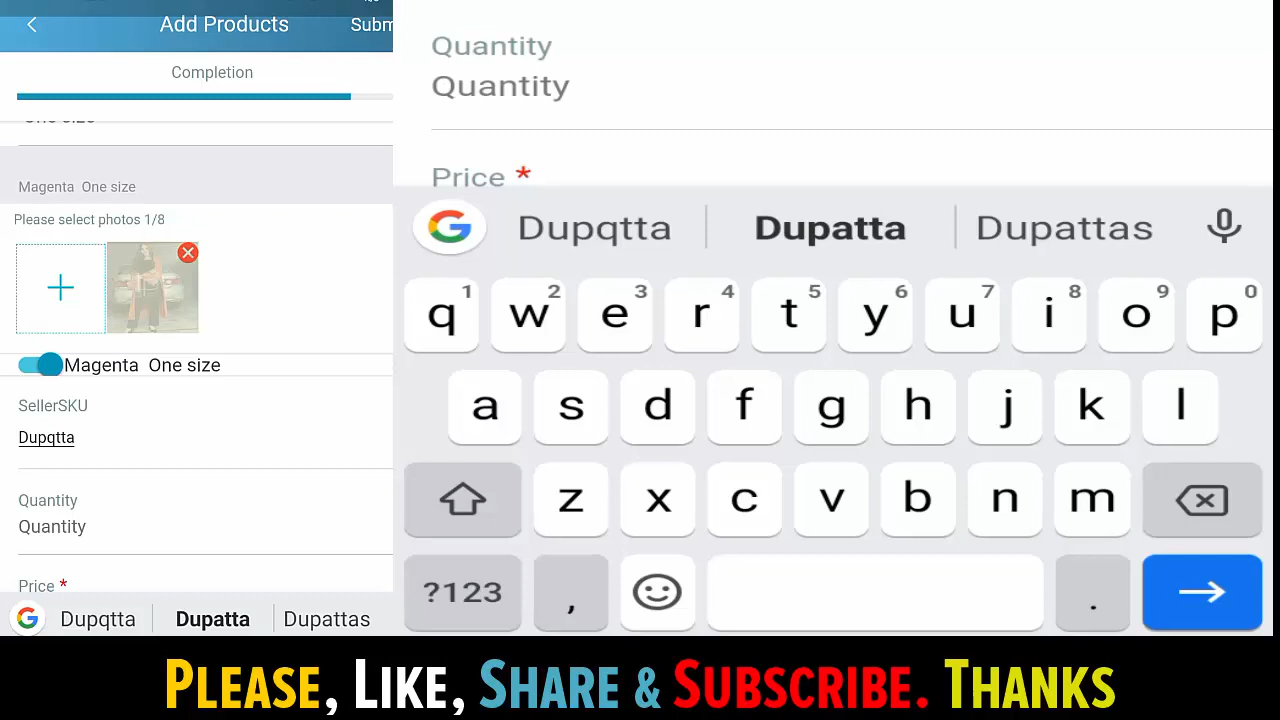 Add Products
Subm
Completion
One size
Magenta One size
Please select photos 1/8
Magenta One size
SellerSKU
Dupqtta
Quantity
Quantity
Price *
Dupqtta Dupatta Dupattas
Quantity
Quantity
Price *
Dupqtta Dupatta Dupattas
q1 w2 e3 r4 t5 y6 u7 i8 o9 p0
a s d f g h j k l
z x c v b n m
?123 , .
PLEASE, LIKE, SHARE & SUBSCRIBE. THANKS